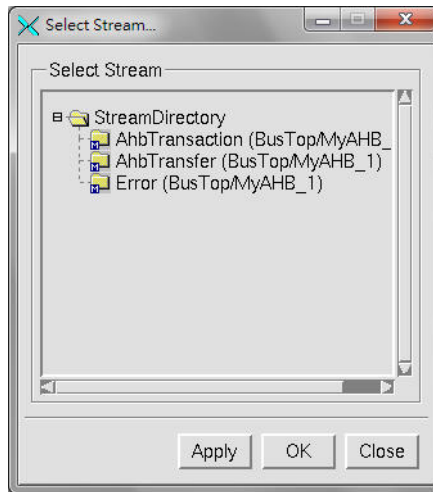 Select Stream...
Select Stream
StreamDirectory
AhbTransaction (BusTop/MyAHB_
AhbTransfer (BusTop/MyAHB_1)
Error (BusTop/MyAHB_1)
Apply OK Close